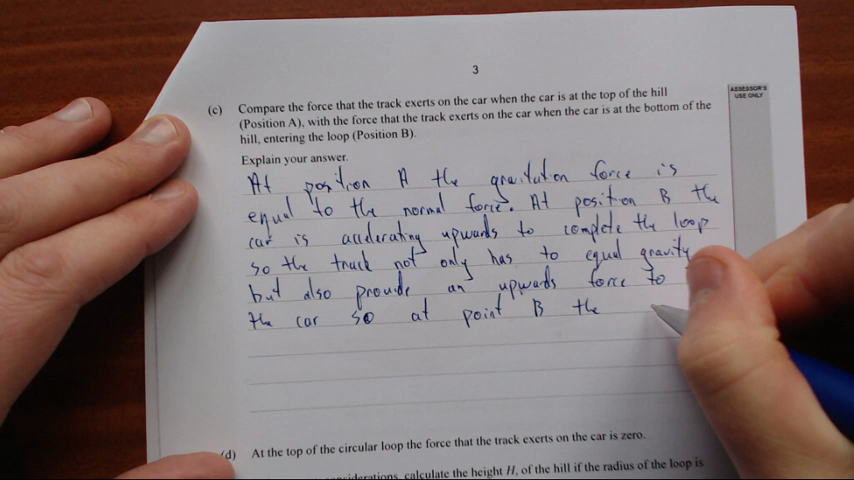 3
ASSESSOR'S
USE ONLY
(c) Compare the force that the track exerts on the car when the car is at the top of the hill
(Position A), with the force that the track exerts on the car when the car is at the bottom of the
hill, entering the loop (Position B).
Explain your answer.
At position A the gravitation force is
equal to the normal force. At position B the
car is accelerating upwards to complete the loop
so the track not only has to equal gravity
but also provide an upwards force to
the car so at point B the
(d) At the top of the circular loop the force that the track exerts on the car is zero.
considerations, calculate the height H, of the hill if the radius of the loop is